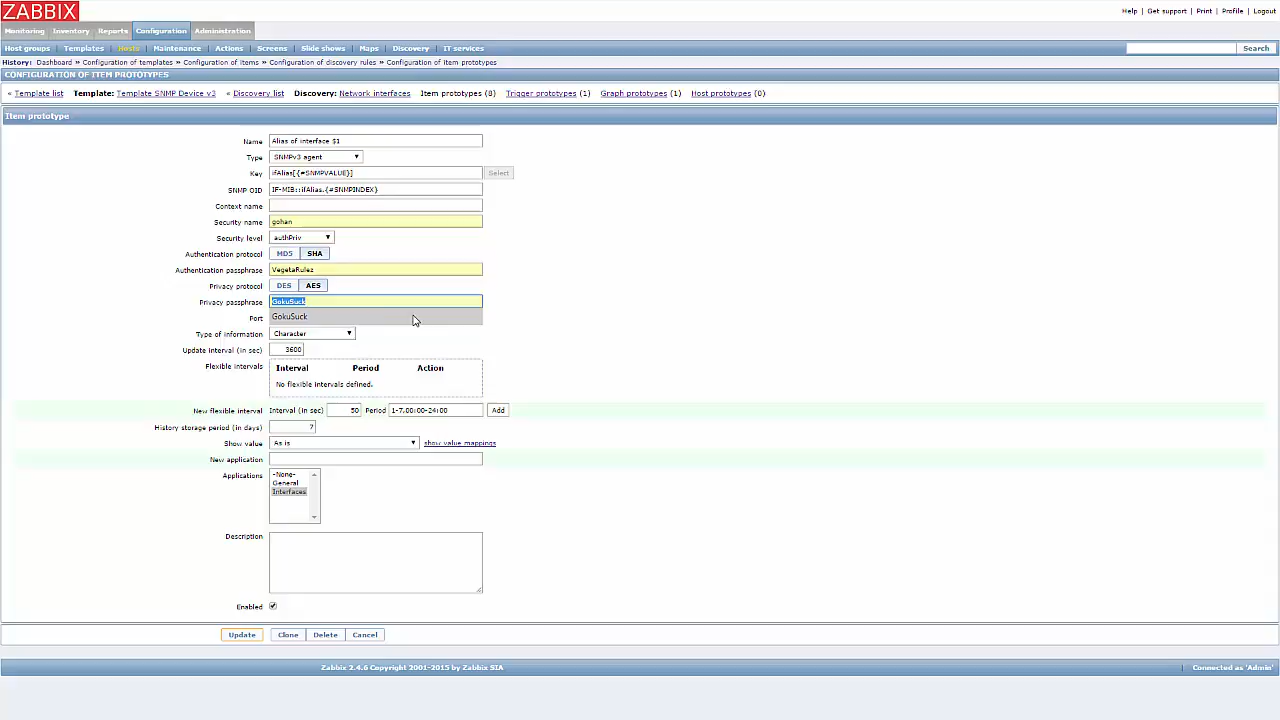 ZABBIX
Help | Get support | Print | Profile | Logout
Monitoring Inventory Reports Configuration Administration
Host groups | Templates | Hosts | Maintenance | Actions | Screens | Slide shows | Maps | Discovery | IT services Search
History: Dashboard » Configuration of templates » Configuration of items » Configuration of discovery rules » Configuration of item prototypes
CONFIGURATION OF ITEM PROTOTYPES
« Template list Template: Template SNMP Device v3 « Discovery list Discovery: Network interfaces Item prototypes (8) Trigger prototypes (1) Graph prototypes (1) Host prototypes (0)
Item prototype
Name Alias of interface $1
Type SNMPv3 agent
Key ifAlias[{#SNMPVALUE}] Select
SNMP OID IF-MIB::ifAlias.{#SNMPINDEX}
Context name
Security name gohan
Security level authPriv
Authentication protocol MD5 SHA
Authentication passphrase VegetaRulez
Privacy protocol DES AES
Privacy passphrase GokuSuck
Port GokuSuck
Type of information Character
Update interval (in sec) 3600
Flexible intervals Interval Period Action
No flexible intervals defined.
New flexible interval Interval (in sec) 50 Period 1-7,00:00-24:00 Add
History storage period (in days) 7
Show value As is show value mappings
New application
Applications -None-
General
Interfaces
Description
Enabled
Update Clone Delete Cancel
Zabbix 2.4.6 Copyright 2001-2015 by Zabbix SIA | Connected as 'Admin'